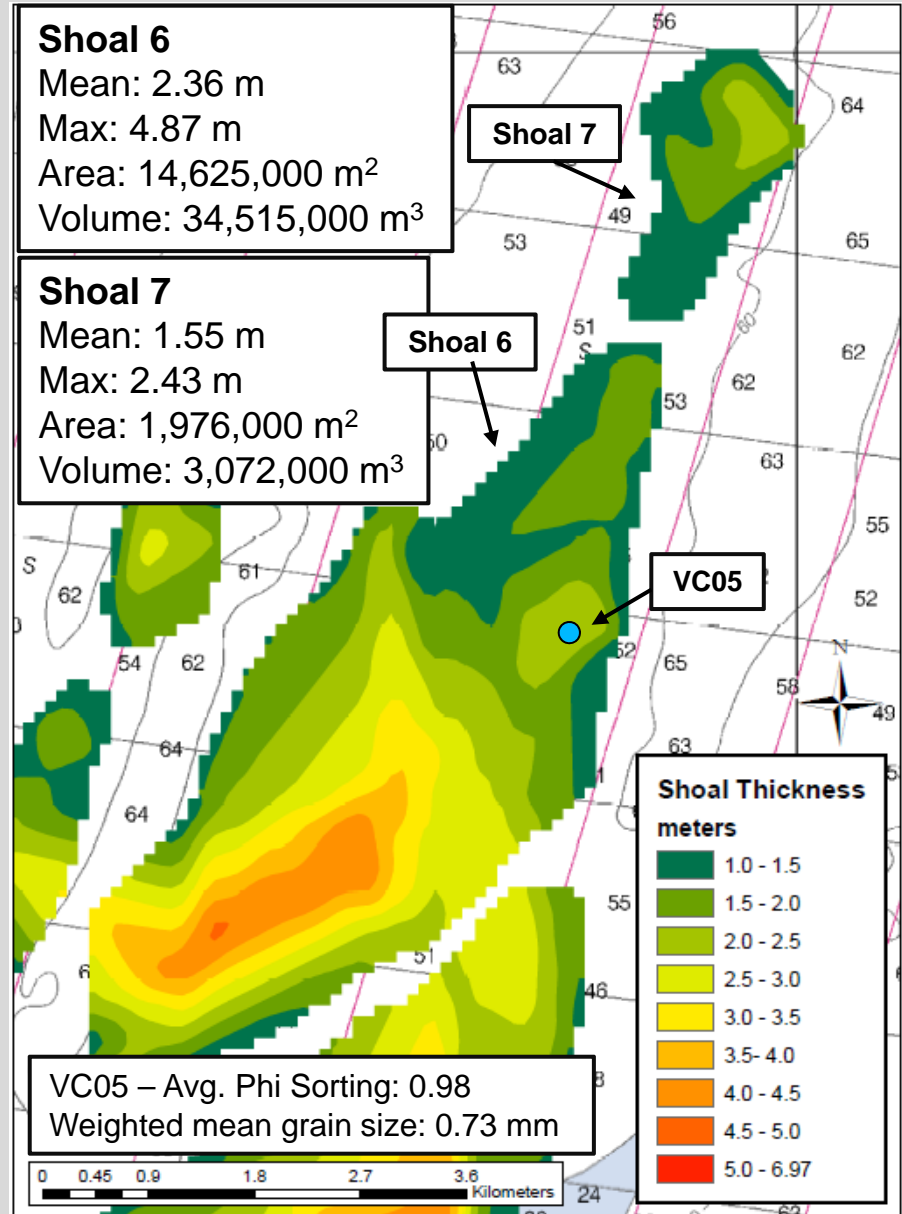 Shoal 6
Mean: 2.36 m
Max: 4.87 m
Area: 14,625,000 m²
Volume: 34,515,000 m³
Shoal 7
Mean: 1.55 m
Max: 2.43 m
Area: 1,976,000 m²
Volume: 3,072,000 m³
56
63
64
Shoal 7
49
53
65
51
S
60
62
Shoal 6
62
53
63
55
S
61
VC05
62
52
54
62
52
65
58
N
49
64
63
64
Shoal Thickness
meters
1.0 - 1.5
1.5 - 2.0
2.0 - 2.5
2.5 - 3.0
3.0 - 3.5
3.5- 4.0
4.0 - 4.5
4.5 - 5.0
5.0 - 6.97
55
51
46
VC05 – Avg. Phi Sorting: 0.98
Weighted mean grain size: 0.73 mm
0 0.45 0.9 1.8 2.7 3.6
Kilometers
24